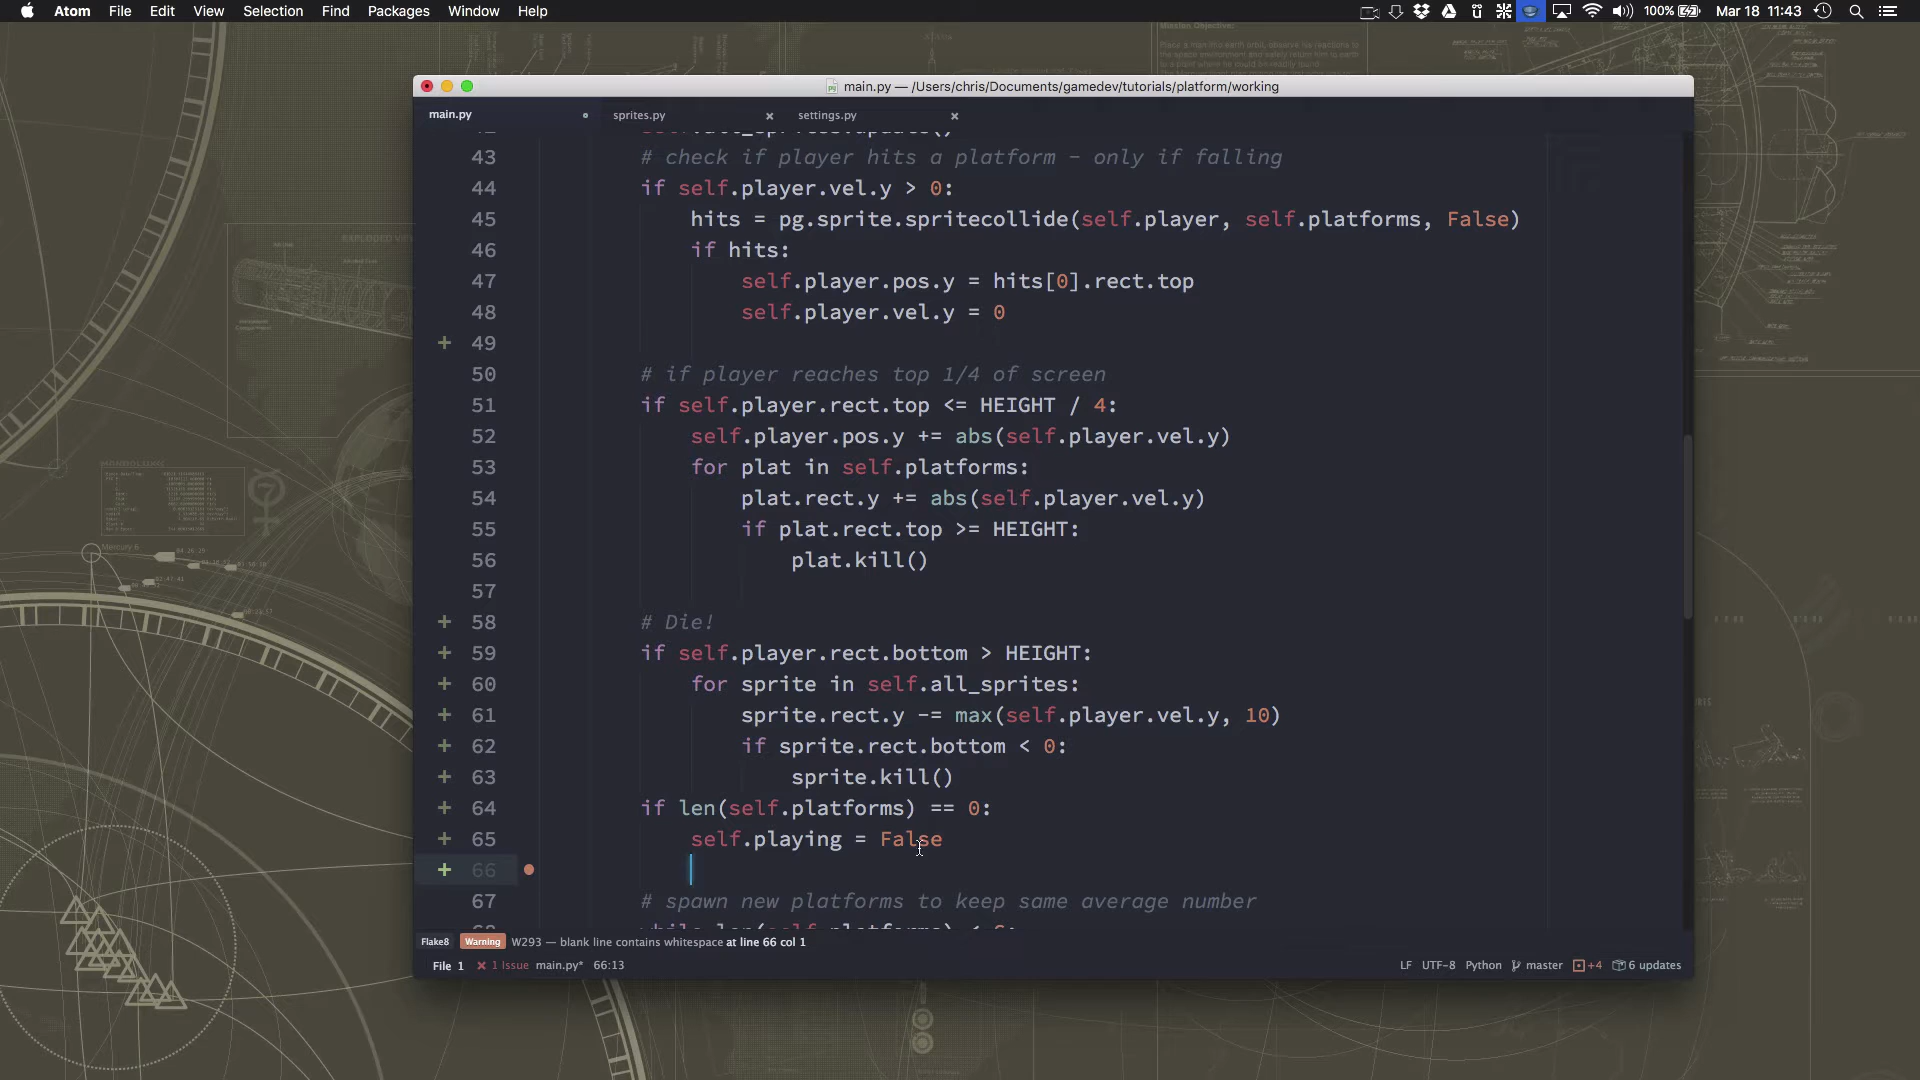 Atom File Edit View Selection Find Packages Window Help 100% Mar 18 11:43
main.py — /Users/chris/Documents/gamedev/tutorials/platform/working
main.py sprites.py settings.py
43 # check if player hits a platform - only if falling
44 if self.player.vel.y > 0:
45 hits = pg.sprite.spritecollide(self.player, self.platforms, False)
46 if hits:
47 self.player.pos.y = hits[0].rect.top
48 self.player.vel.y = 0
+ 49
50 # if player reaches top 1/4 of screen
51 if self.player.rect.top <= HEIGHT / 4:
52 self.player.pos.y += abs(self.player.vel.y)
53 for plat in self.platforms:
54 plat.rect.y += abs(self.player.vel.y)
55 if plat.rect.top >= HEIGHT:
56 plat.kill()
57
+ 58 # Die!
+ 59 if self.player.rect.bottom > HEIGHT:
+ 60 for sprite in self.all_sprites:
+ 61 sprite.rect.y -= max(self.player.vel.y, 10)
+ 62 if sprite.rect.bottom < 0:
+ 63 sprite.kill()
+ 64 if len(self.platforms) == 0:
+ 65 self.playing = False
+ 66
67 # spawn new platforms to keep same average number
Flake8 Warning W293 — blank line contains whitespace at line 66 col 1
File 1 1 Issue main.py* 66:13 LF UTF-8 Python master +4 6 updates
Mission Objective:
EXPLODED VIEW
Mercury 6